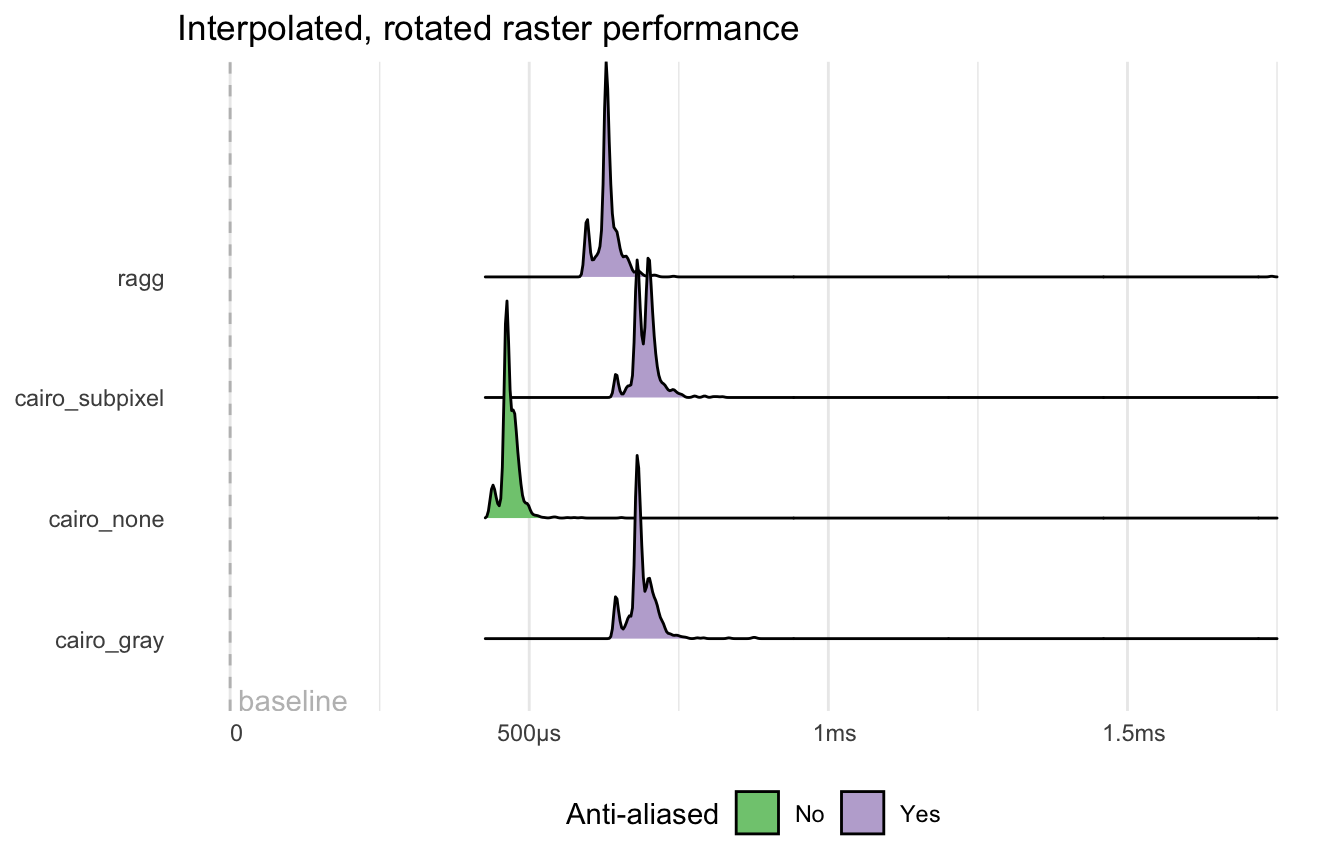 Interpolated, rotated raster performance
ragg
cairo_subpixel
cairo_none
cairo_gray
baseline
0 500µs 1ms 1.5ms
Anti-aliased No Yes